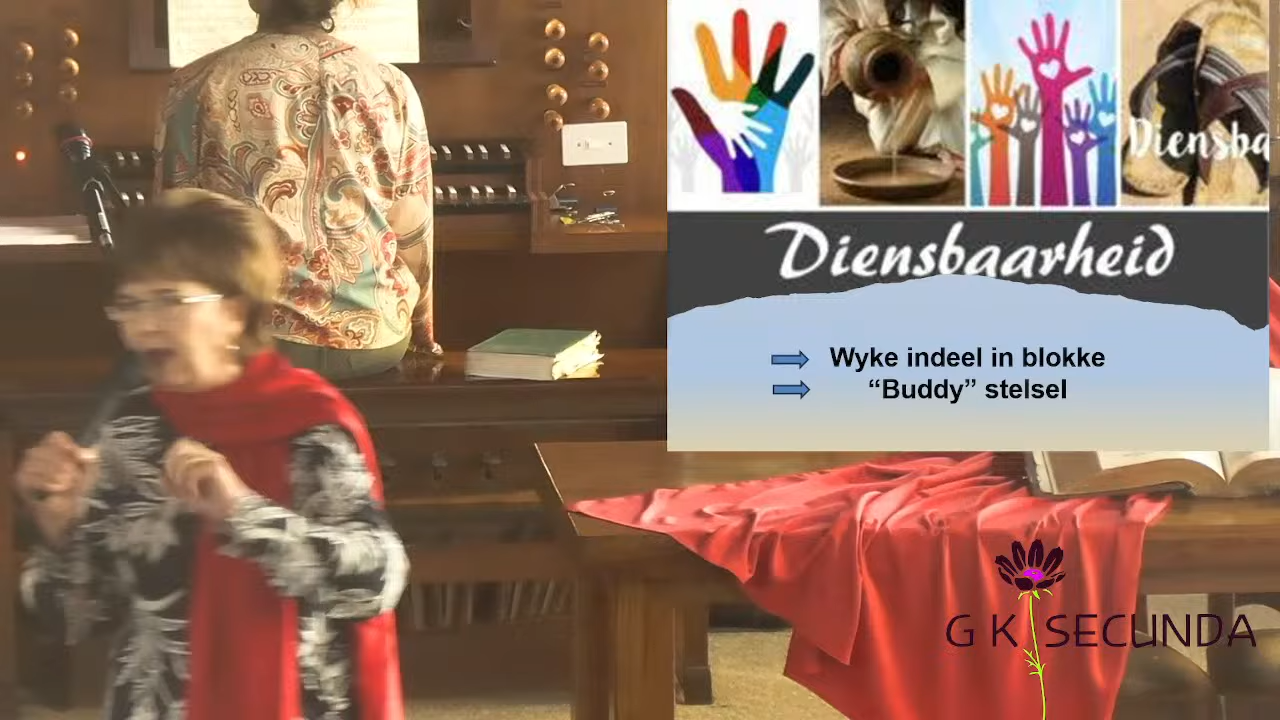 Diensba
Diensbaarheid
Wyke indeel in blokke
“Buddy” stelsel
G K SECUNDA